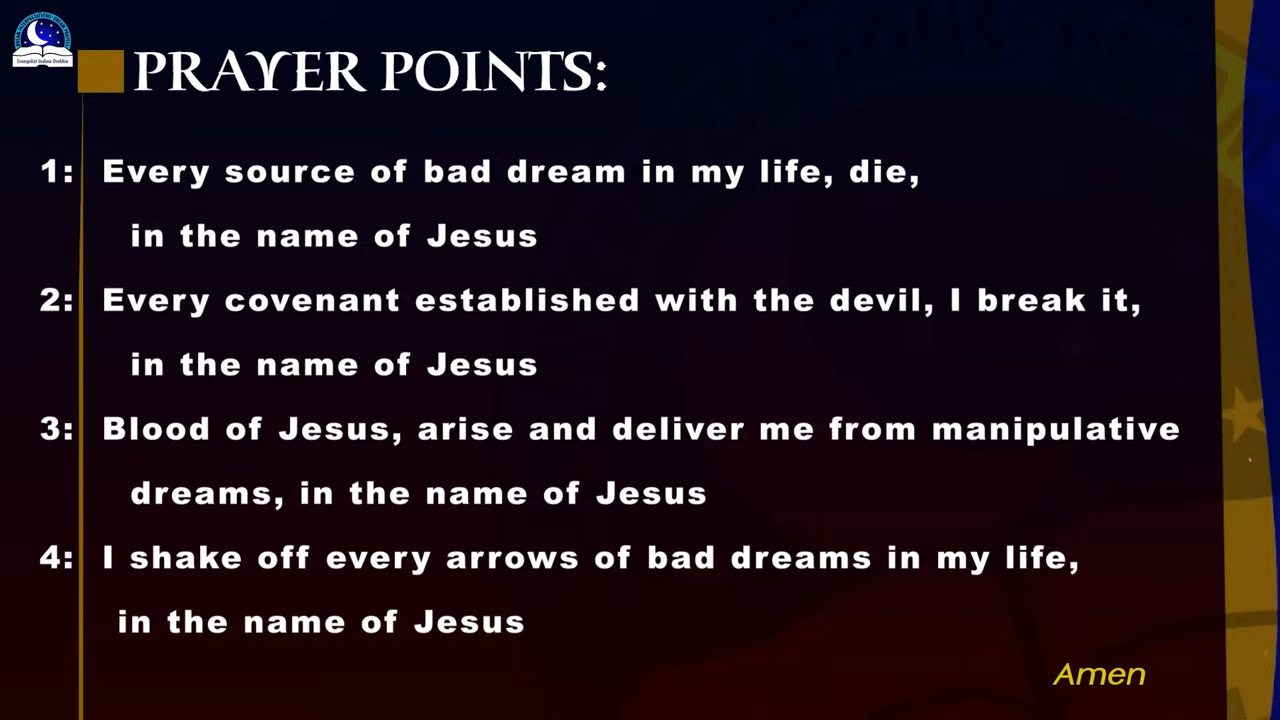 Evangelist Joshua Orekhie
PRAYER POINTS:
1: Every source of bad dream in my life, die,
in the name of Jesus
2: Every covenant established with the devil, I break it,
in the name of Jesus
3: Blood of Jesus, arise and deliver me from manipulative
dreams, in the name of Jesus
4: I shake off every arrows of bad dreams in my life,
in the name of Jesus
Amen